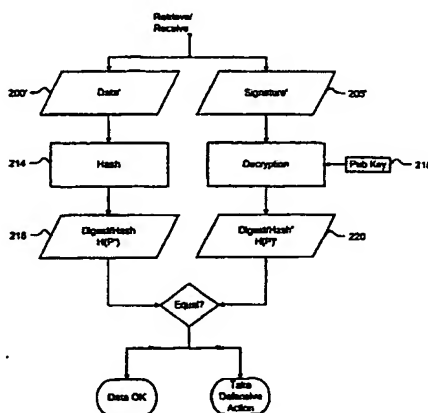 Retrieve/
Receive
200'
Data'
Signature'
205'
214
Hash
Decryption
Pub Key
218
Digest/Hash
H(P')
Digest/Hash'
H(P)'
220
Equal?
Data OK
Take
Defensive
Action